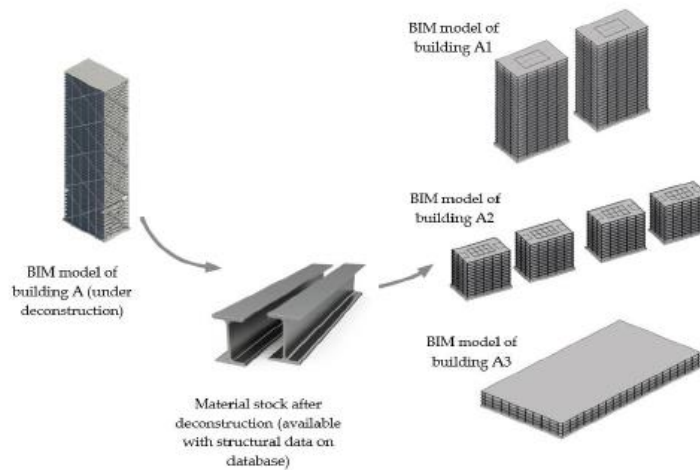 BIM model of
building A1
BIM model of
building A2
BIM model of
building A (under
deconstruction)
BIM model of
building A3
Material stock after
deconstruction (available
with structural data on
database)